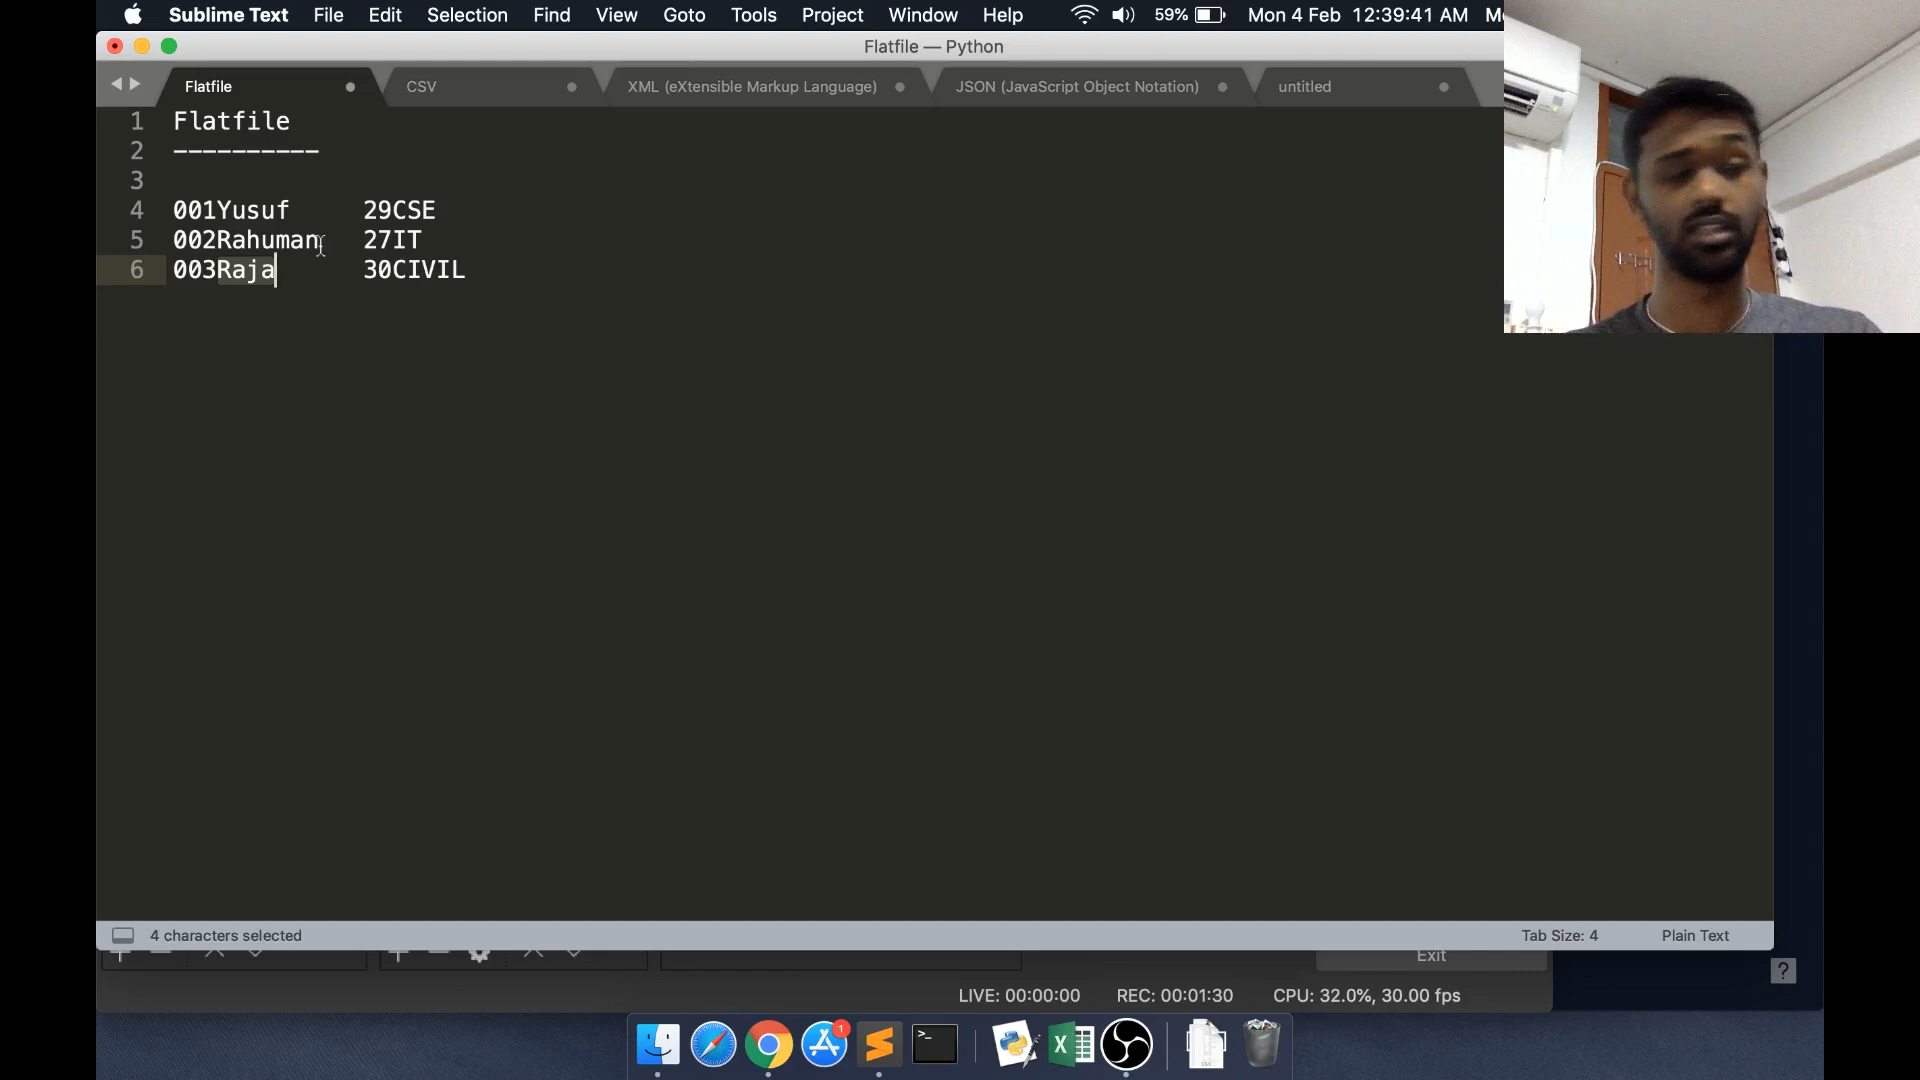 Sublime Text File Edit Selection Find View Goto Tools Project Window Help 59% Mon 4 Feb 12:39:41 AM
Flatfile — Python
Flatfile CSV XML (eXtensible Markup Language) JSON (JavaScript Object Notation) untitled
1 Flatfile
2 ----------
3
4 001Yusuf 29CSE
5 002Rahuman 27IT
6 003Raja 30CIVIL
4 characters selected Tab Size: 4 Plain Text
Exit
?
LIVE: 00:00:00 REC: 00:01:30 CPU: 32.0%, 30.00 fps
1